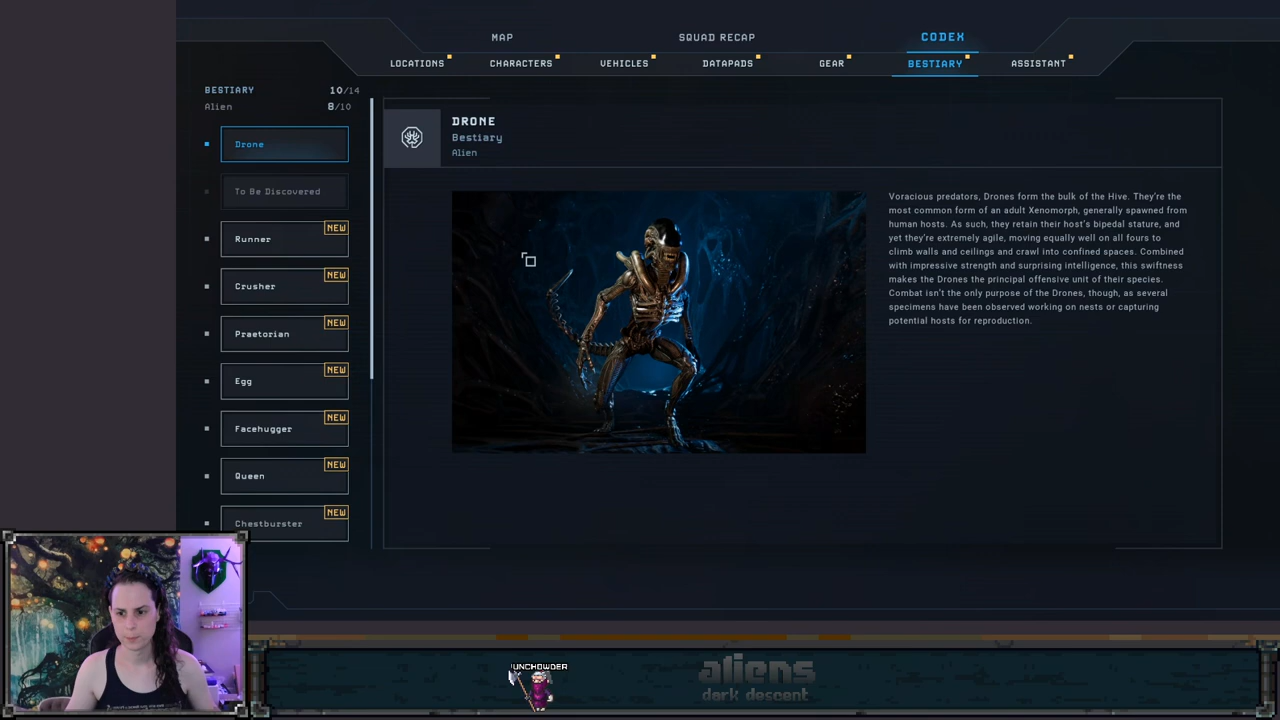 MAP
SQUAD RECAP
CODEX
LOCATIONS
CHARACTERS
VEHICLES
DATAPADS
GEAR
BESTIARY
ASSISTANT
BESTIARY 10/14
Alien 8/10
Drone
To Be Discovered
NEW
Runner
NEW
Crusher
NEW
Praetorian
NEW
Egg
NEW
Facehugger
NEW
Queen
NEW
Chestburster
DRONE
Bestiary
Alien
Voracious predators, Drones form the bulk of the Hive. They're the
most common form of an adult Xenomorph, generally spawned from
human hosts. As such, they retain their host's bipedal stature, and
yet they're extremely agile, moving equally well on all fours to
climb walls and ceilings and crawl into confined spaces. Combined
with impressive strength and surprising intelligence, this swiftness
makes the Drones the principal offensive unit of their species.
Combat isn't the only purpose of the Drones, though, as several
specimens have been observed working on nests or capturing
potential hosts for reproduction.
UNCHOWDER
aliens
dark descent